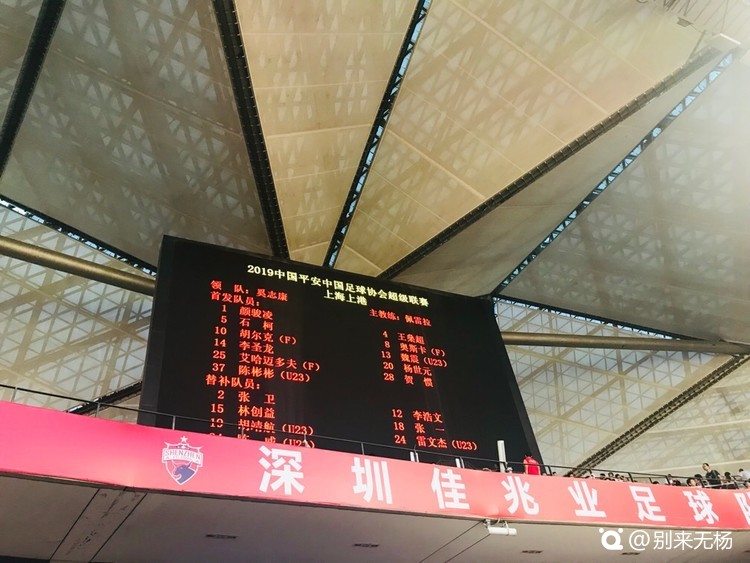 2019中国平安中国足球协会超级联赛
上海上港
领 队: 奚志康
主教练: 佩雷拉
首发队员:
1 颜骏凌
4 王燊超
5 石 柯
8 奥斯卡(F)
10 胡尔克(F)
13 魏震(U23)
14 李圣龙
20 杨世元
25 艾哈迈多夫(F)
28 贺 惯
37 陈彬彬(U23)
替补队员:
2 张 卫
12 李浩文
15 林创益
18 张 一
(U23)
24 雷文杰(U23)
威(U23)
SHENZHEN
深圳佳兆业足球队
@别来无杨